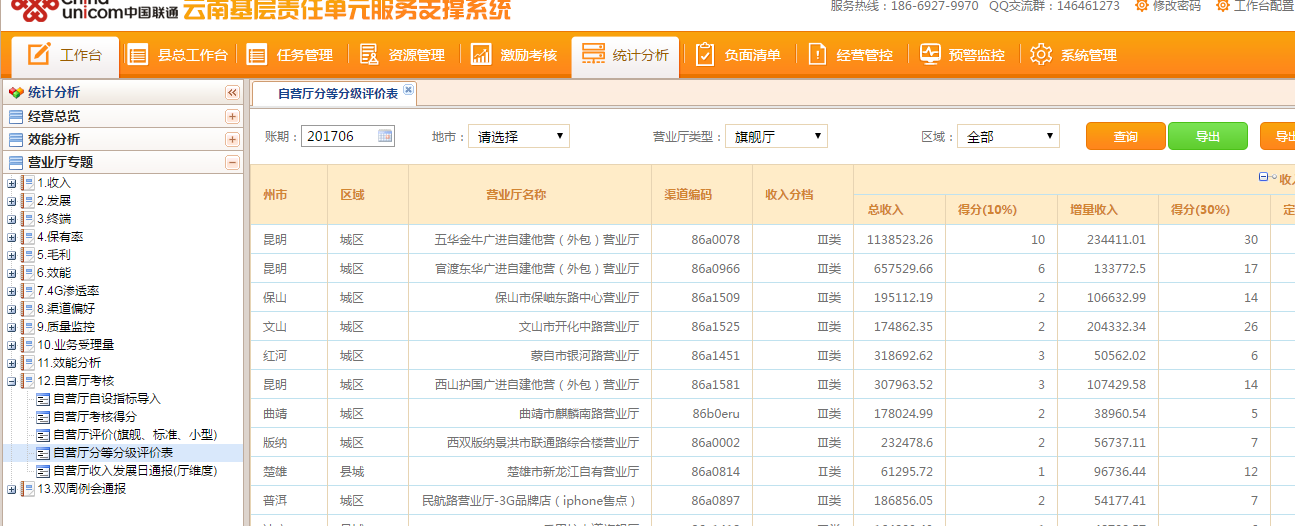 China
unicom中国联通 云南基层责任单元服务支撑系统
服务热线：186-6927-9970 QQ交流群：146461273 修改密码 工作台配置
工作台 县总工作台 任务管理 资源管理 激励考核 统计分析 负面清单 经营管控 预警监控 系统管理
统计分析
经营总览
效能分析
营业厅专题
1.收入
2.发展
3.终端
4.保有率
5.毛利
6.效能
7.4G渗透率
8.渠道偏好
9.质量监控
10.业务受理量
11.效能分析
12.自营厅考核
自营厅自设指标导入
自营厅考核得分
自营厅评价(旗舰、标准、小型)
自营厅分等分级评价表
自营厅收入发展日通报(厅维度)
13.双周例会通报
自营厅分等分级评价表
账期：201706 地市：请选择 营业厅类型：旗舰厅 区域：全部 查询 导出 导出
州市 区域 营业厅名称 渠道编码 收入分档 收入
总收入 得分(10%) 增量收入 得分(30%) 定
昆明 城区 五华金牛广进自建他营（外包）营业厅 86a0078 Ⅲ类 1138523.26 10 234411.01 30
昆明 城区 官渡东华广进自建他营（外包）营业厅 86a0966 Ⅲ类 657529.66 6 133772.5 17
保山 城区 保山市保岫东路中心营业厅 86a1509 Ⅲ类 195112.19 2 106632.99 14
文山 城区 文山市开化中路营业厅 86a1525 Ⅲ类 174862.35 2 204332.34 26
红河 城区 蒙自市银河路营业厅 86a1451 Ⅲ类 318692.62 3 50562.02 6
昆明 城区 西山护国广进自建他营（外包）营业厅 86a1581 Ⅲ类 307963.52 3 107429.58 14
曲靖 城区 曲靖市麒麟南路营业厅 86b0eru Ⅲ类 178024.99 2 38960.54 5
版纳 城区 西双版纳景洪市联通路综合楼营业厅 86a0002 Ⅲ类 232478.6 2 56737.11 7
楚雄 县城 楚雄市新龙江自有营业厅 86a0814 Ⅱ类 61295.72 1 96736.44 12
普洱 城区 民航路营业厅-3G品牌店（iphone售点） 86a0897 Ⅲ类 186856.05 2 54177.41 7